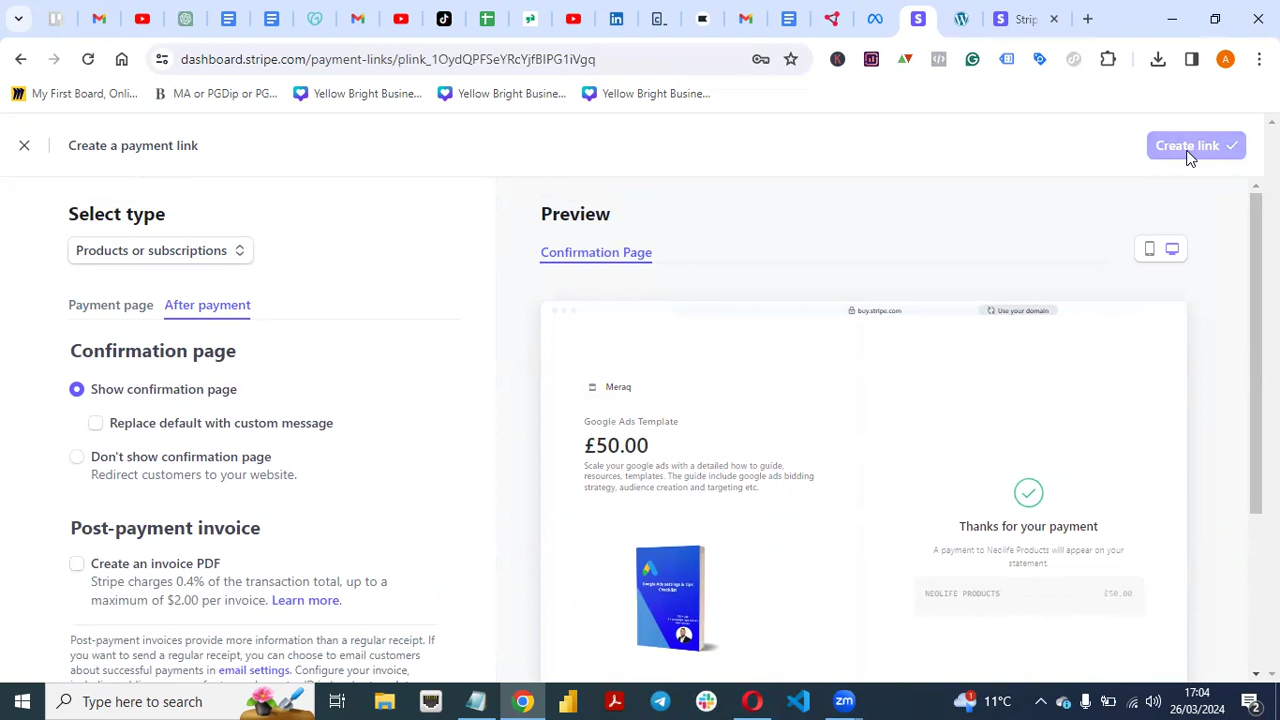 Strip
dashboard.stripe.com/payment-links/plink_1OydQPFSeYRcYjfBIPG1iVgq
A
My First Board, Onli...
MA or PGDip or PG...
Yellow Bright Busine...
Yellow Bright Busine...
Yellow Bright Busine...
Create a payment link
Create link
Select type
Products or subscriptions
Payment page
After payment
Confirmation page
Show confirmation page
Replace default with custom message
Don't show confirmation page
Redirect customers to your website.
Post-payment invoice
Create an invoice PDF
Stripe charges 0.4% of the transaction total, up to a
maximum of $2.00 per invoice. Learn more.
Post-payment invoices provide more information than a regular receipt. If
you want to send a regular receipt, you can choose to email customers
about successful payments in email settings. Configure your invoice,
Preview
Confirmation Page
buy.stripe.com
Use your domain
Meraq
Google Ads Template
£50.00
Scale your google ads with a detailed how to guide,
resources, templates. The guide include google ads bidding
strategy, audience creation and targeting etc.
Google Ads settings & Tips
Checklist
Thanks for your payment
A payment to Neolife Products will appear on your
statement.
NEOLIFE PRODUCTS
£50.00
Type here to search
1
11°C
17:04
26/03/2024
2